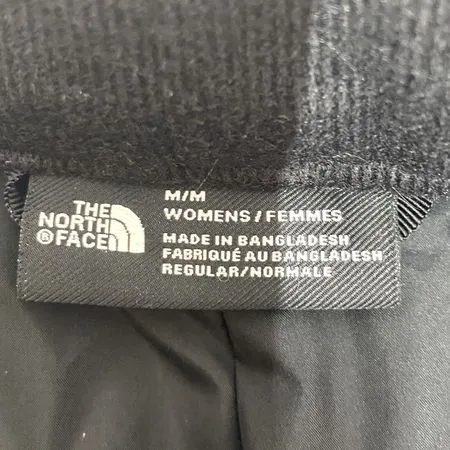 THE
NORTH
®FACE
M/M
WOMENS / FEMMES
MADE IN BANGLADESH
FABRIQUÉ AU BANGLADESH
REGULAR/NORMALE